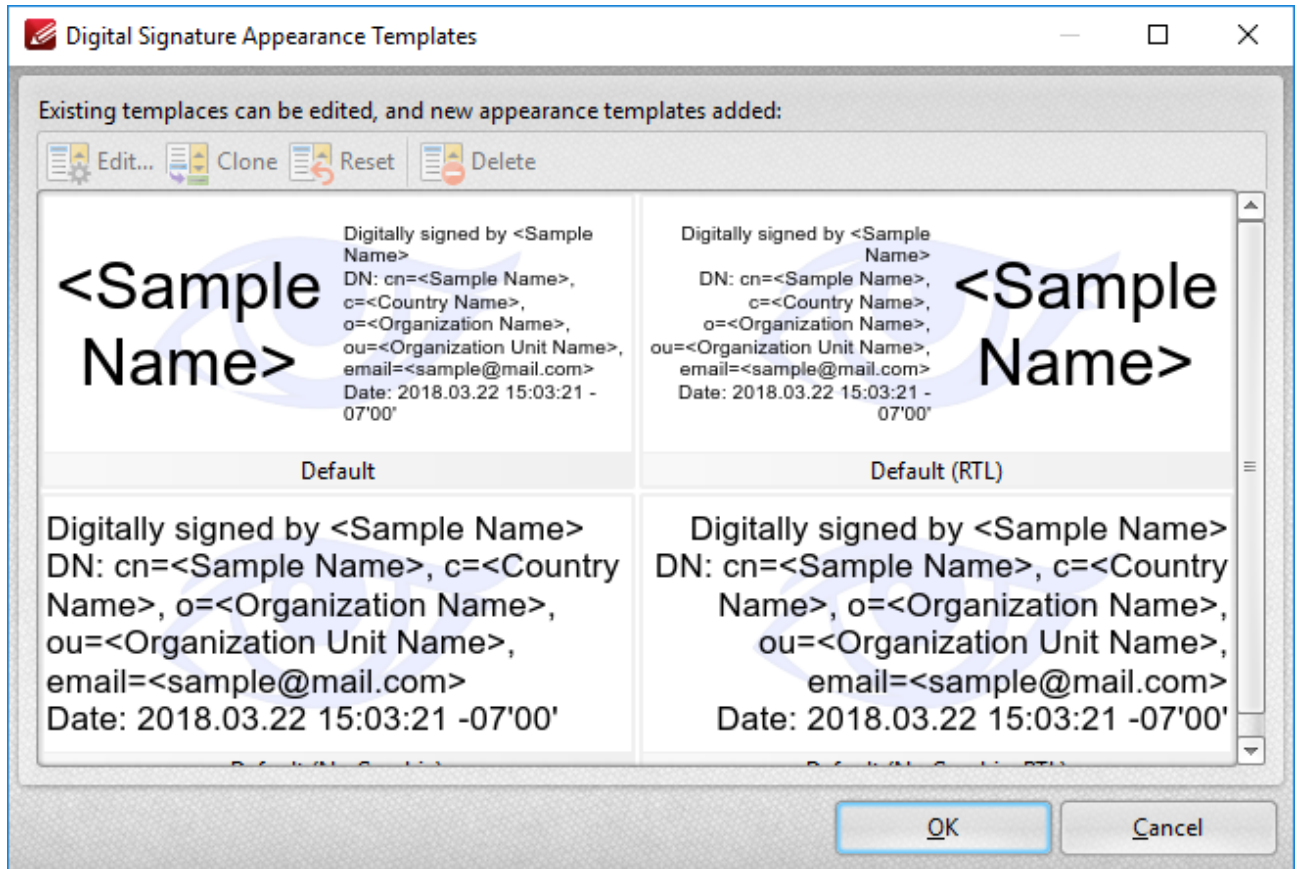 Digital Signature Appearance Templates
Existing templaces can be edited, and new appearance templates added:
Edit... Clone Reset Delete
<Sample
Name>
Digitally signed by <Sample
Name>
DN: cn=<Sample Name>,
c=<Country Name>,
o=<Organization Name>,
ou=<Organization Unit Name>,
email=<sample@mail.com>
Date: 2018.03.22 15:03:21 -
07'00'
Default
Digitally signed by <Sample
Name>
DN: cn=<Sample Name>,
c=<Country Name>,
o=<Organization Name>,
ou=<Organization Unit Name>,
email=<sample@mail.com>
Date: 2018.03.22 15:03:21 -
07'00'
<Sample
Name>
Default (RTL)
Digitally signed by <Sample Name>
DN: cn=<Sample Name>, c=<Country
Name>, o=<Organization Name>,
ou=<Organization Unit Name>,
email=<sample@mail.com>
Date: 2018.03.22 15:03:21 -07'00'
Digitally signed by <Sample Name>
DN: cn=<Sample Name>, c=<Country
Name>, o=<Organization Name>,
ou=<Organization Unit Name>,
email=<sample@mail.com>
Date: 2018.03.22 15:03:21 -07'00'
OK
Cancel